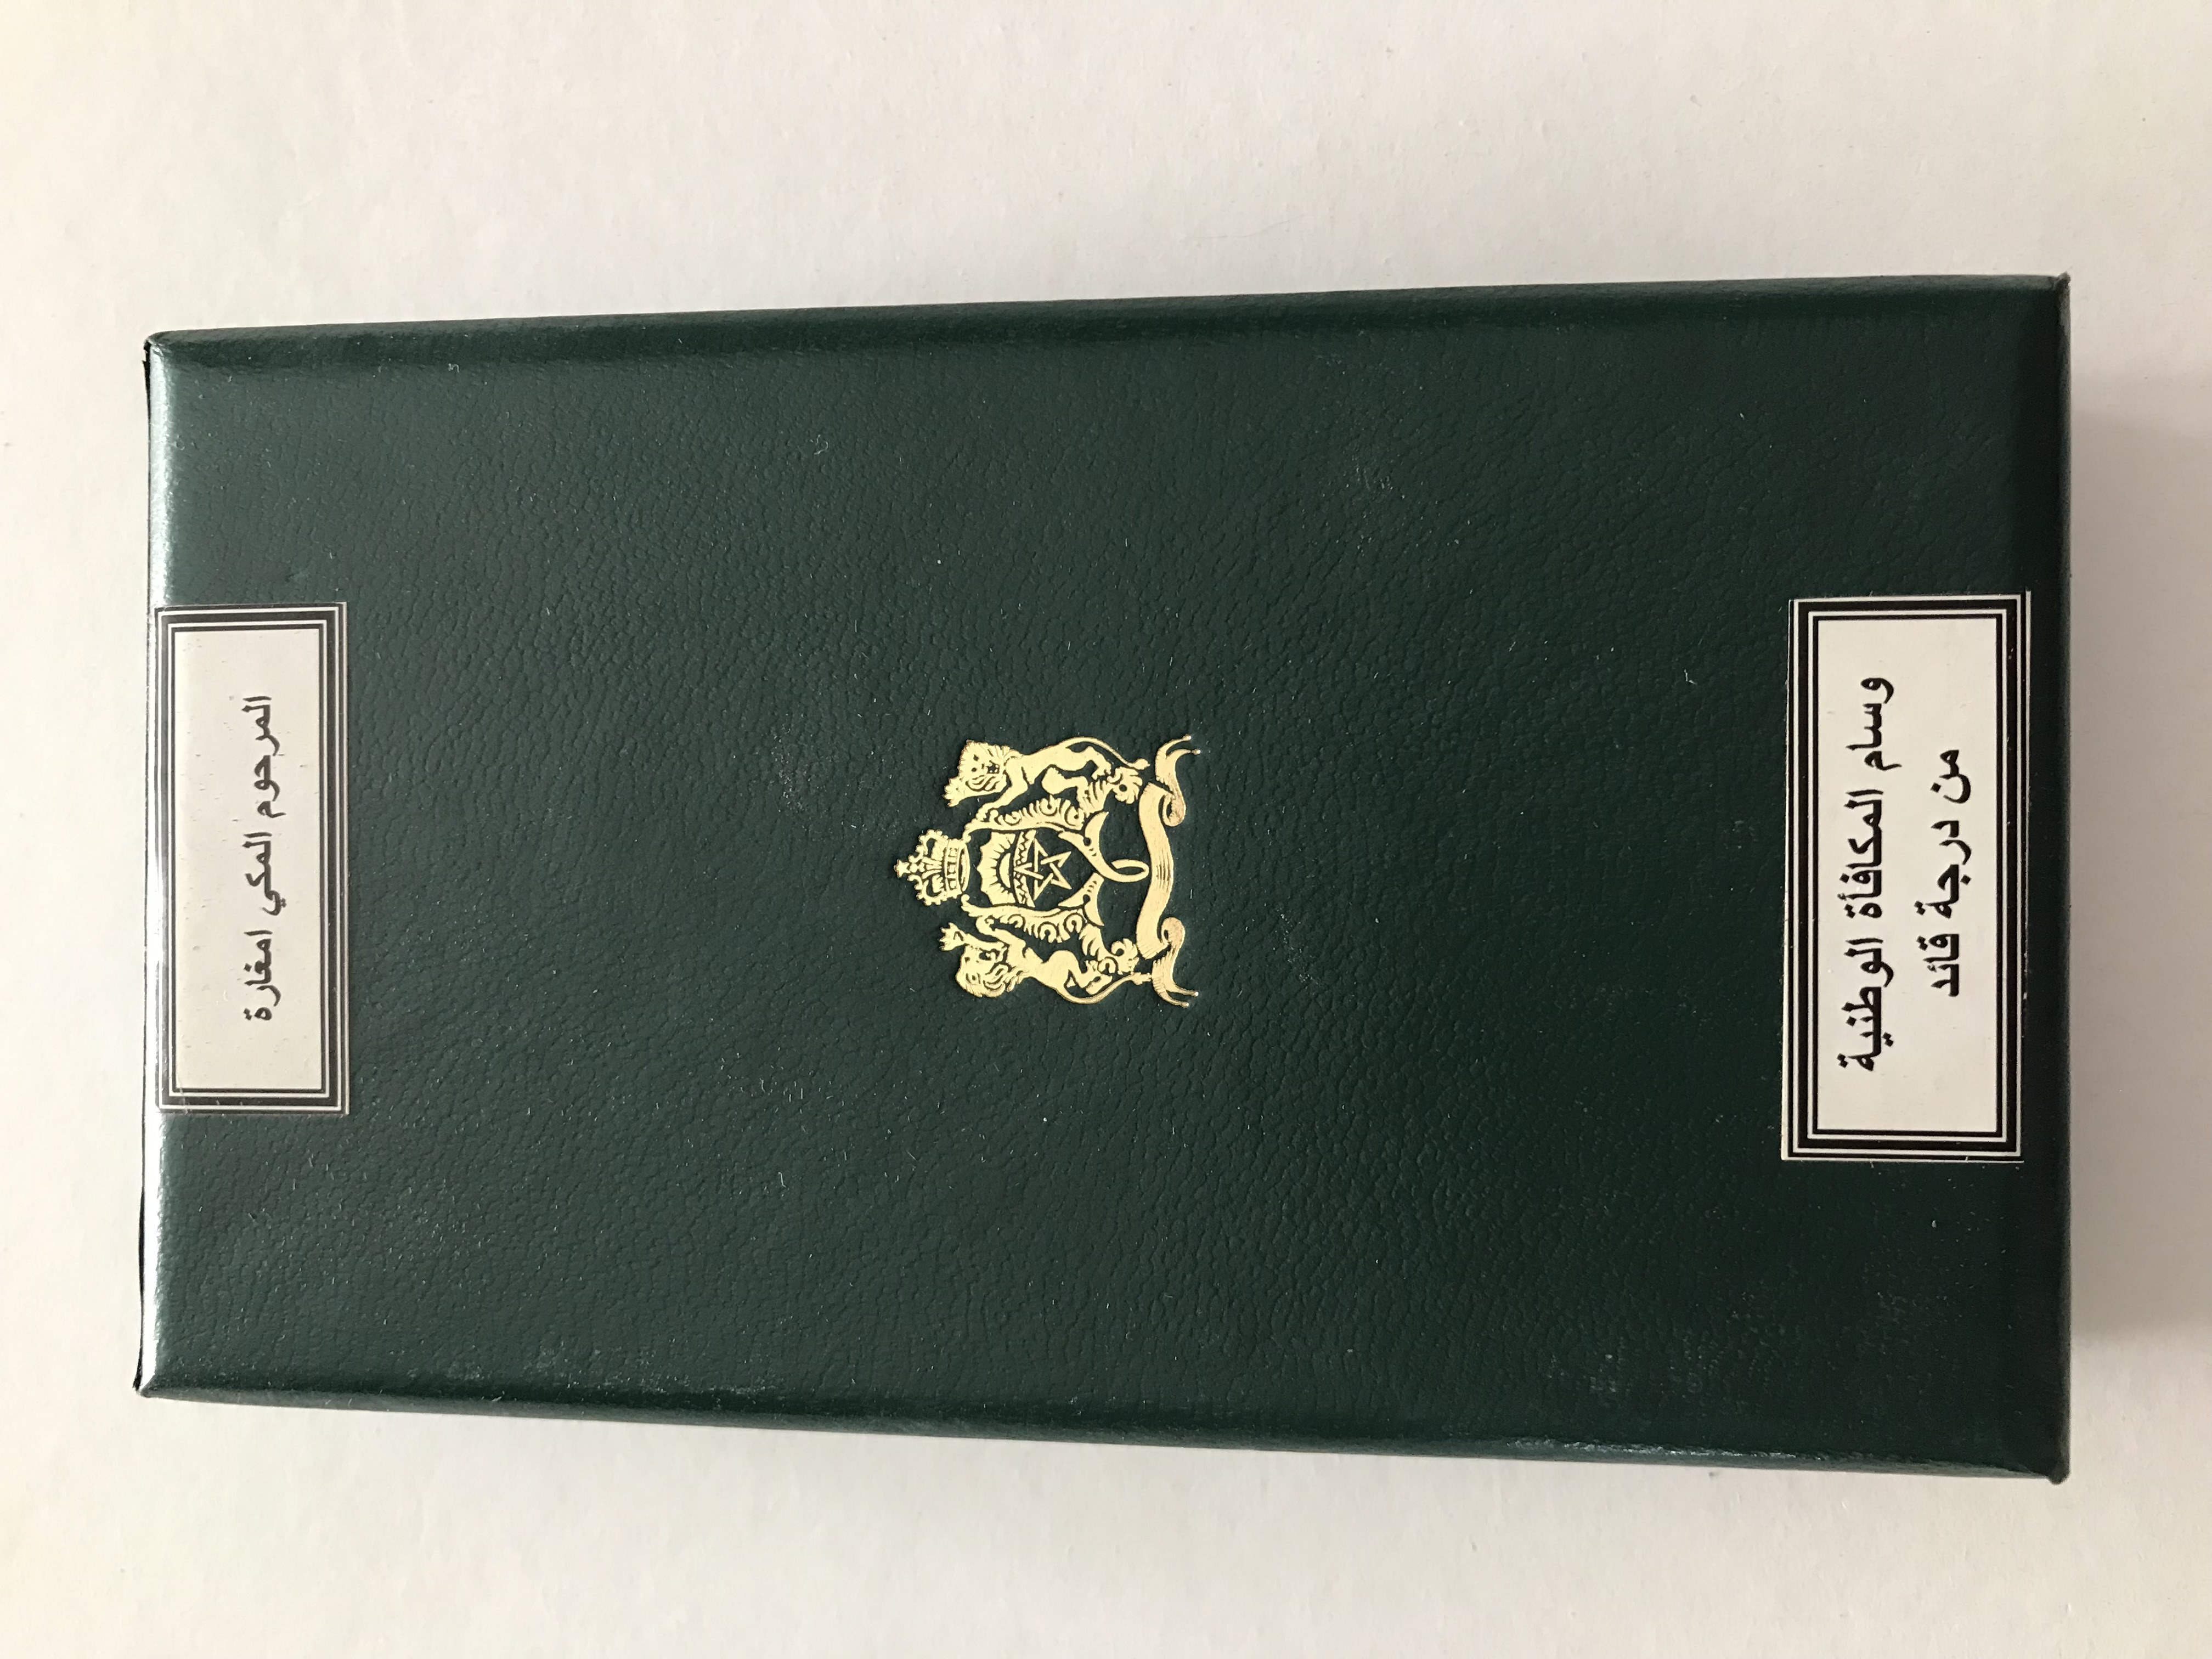 المرحوم المكي امغارة
وسام المكافأة الوطنية
من درجة قائد